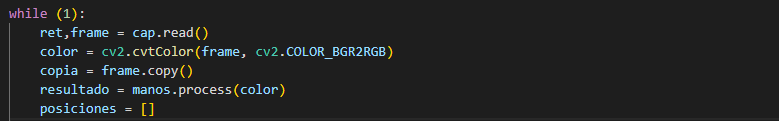 while (1):
    ret,frame = cap.read()
    color = cv2.cvtColor(frame, cv2.COLOR_BGR2RGB)
    copia = frame.copy()
    resultado = manos.process(color)
    posiciones = []